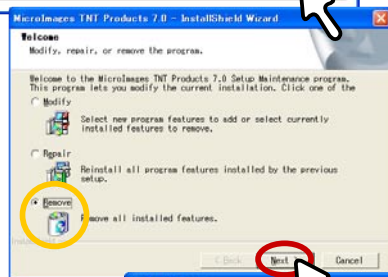 MicroImages TNT Products 7.0 - InstallShield Wizard
Welcome
Modify, repair, or remove the program.
Welcome to the MicroImages TNT Products 7.0 Setup Maintenance program.
This program lets you modify the current installation. Click one of the
Modify
Select new program features to add or select currently
installed features to remove.
Repair
Reinstall all program features installed by the previous
setup.
Remove
Remove all installed features.
InstallShield
< Back Next > Cancel